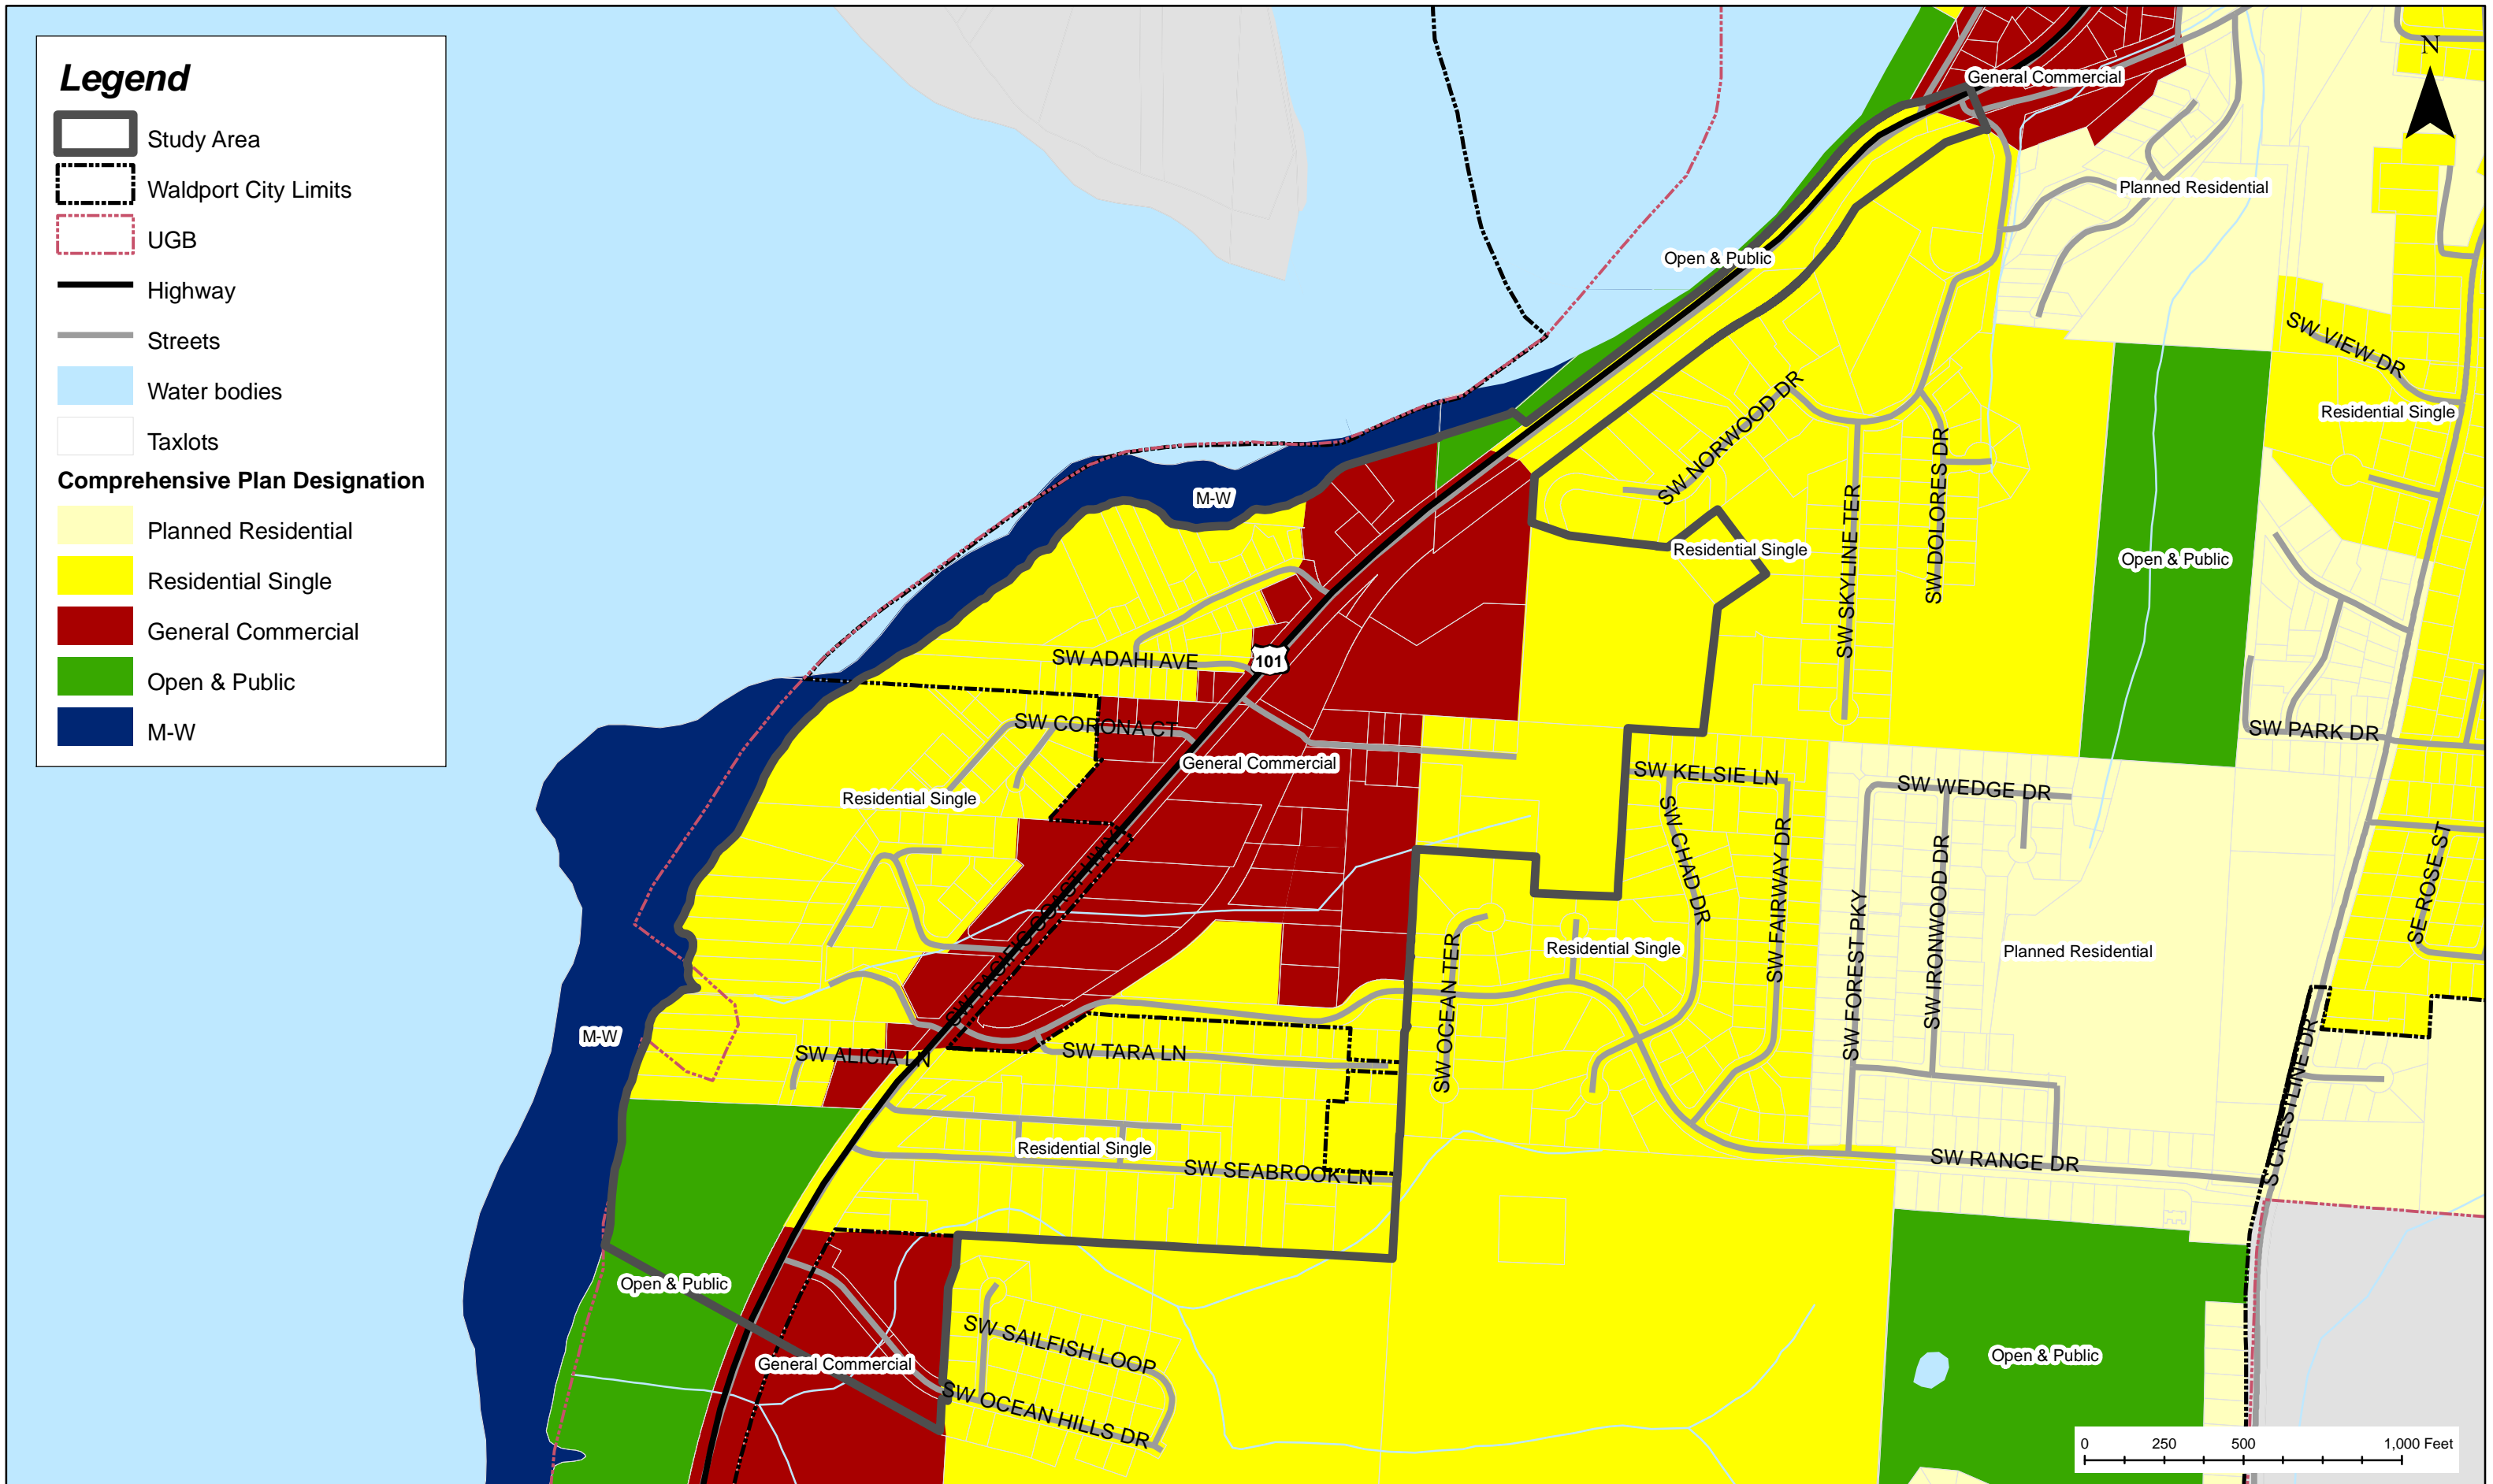 Legend
Study Area
Waldport City Limits
UGB
Highway
Streets
Water bodies
Taxlots
Comprehensive Plan Designation
Planned Residential
Residential Single
General Commercial
Open & Public
M-W
N
General Commercial
Planned Residential
Open & Public
SW VIEW DR
Residential Single
SW NORWOOD DR
SW DOLORES DR
SW SKYLINE TER
M-W
Residential Single
Open & Public
SW ADAHI AVE
101
SW CORONA CT
SW PARK DR
General Commercial
SW KELSIE LN
SW WEDGE DR
Residential Single
SW CHAD DR
SW FAIRWAY DR
SW PACIFIC COAST HWY
SE ROSE ST
SW FOREST PKY
SW IRONWOOD DR
SW OCEAN TER
Residential Single
Planned Residential
M-W
SW ALICIA LN
SW TARA LN
S CRESTLINE DR
Residential Single
SW SEABROOK LN
SW RANGE DR
Open & Public
SW SAILFISH LOOP
General Commercial
Open & Public
SW OCEAN HILLS DR
0 250 500 1,000 Feet